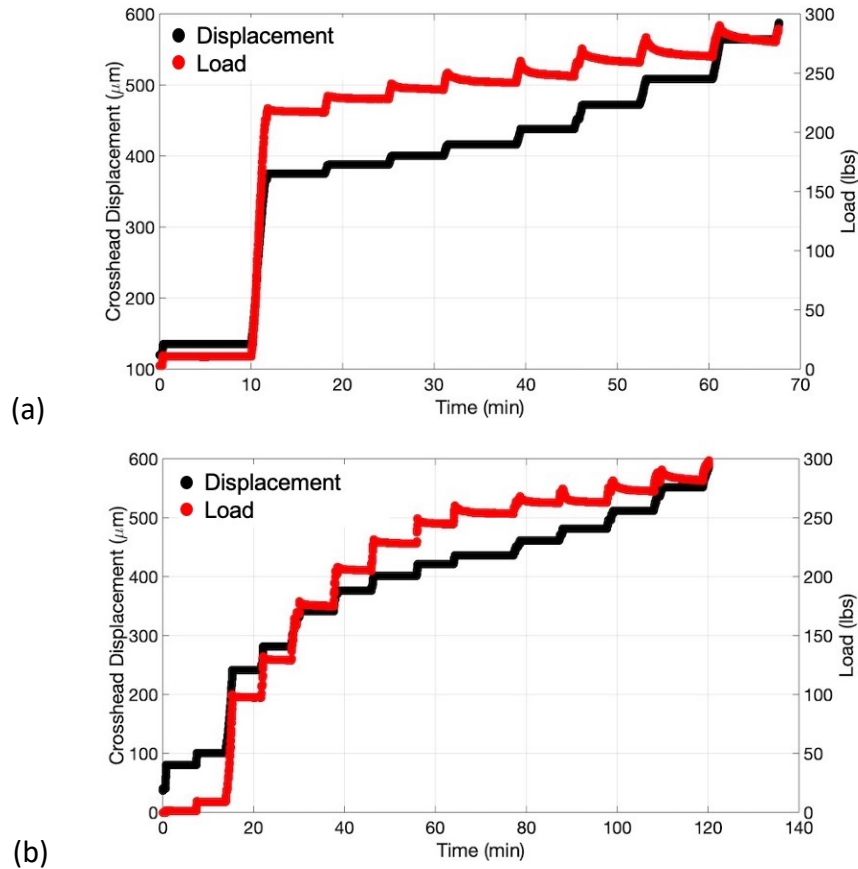 600
500
400
300
200
100
Crosshead Displacement (μm)
Displacement
Load
300
250
200
150
100
50
0
Load (lbs)
0 10 20 30 40 50 60 70
Time (min)
(a)
600
500
400
300
200
100
0
Crosshead Displacement (μm)
Displacement
Load
300
250
200
150
100
50
0
Load (lbs)
0 20 40 60 80 100 120 140
Time (min)
(b)